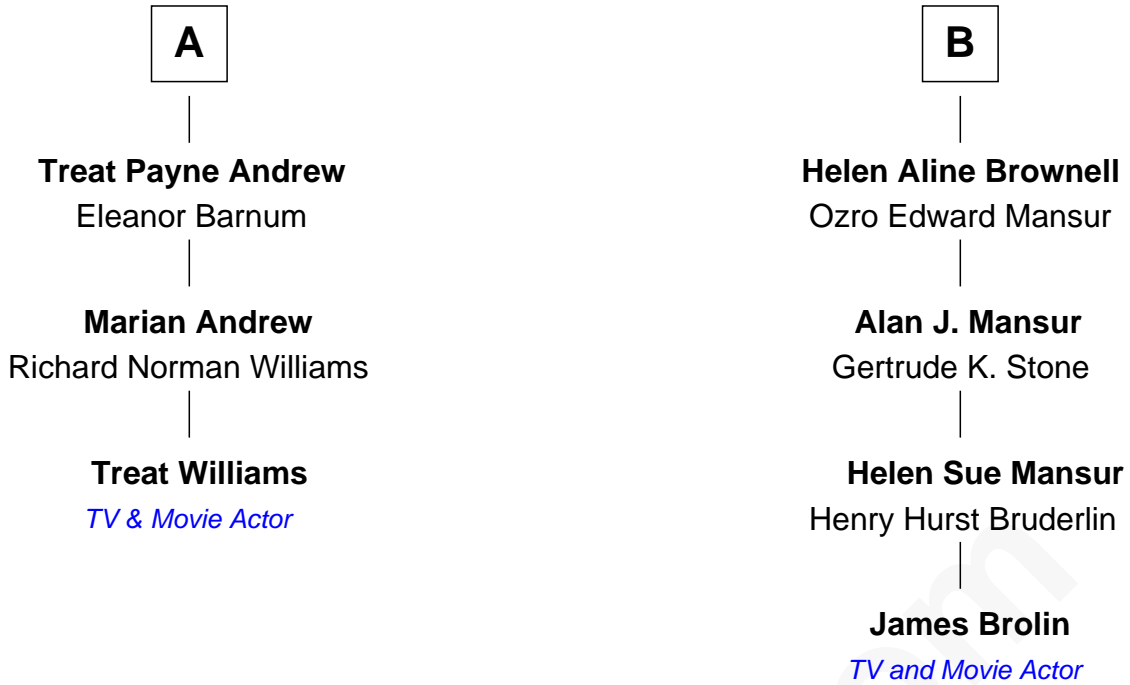 A
Treat Payne Andrew
Eleanor Barnum
Marian Andrew
Richard Norman Williams
Treat Williams
TV & Movie Actor
B
Helen Aline Brownell
Ozro Edward Mansur
Alan J. Mansur
Gertrude K. Stone
Helen Sue Mansur
Henry Hurst Bruderlin
James Brolin
TV and Movie Actor